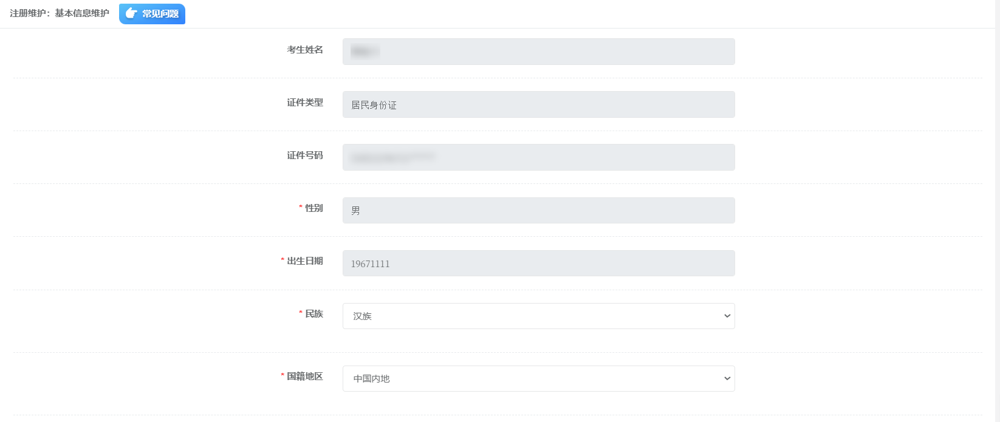 注册维护：基本信息维护 常见问题
考生姓名
证件类型 居民身份证
证件号码
* 性别 男
* 出生日期 19671111
* 民族 汉族
* 国籍地区 中国内地